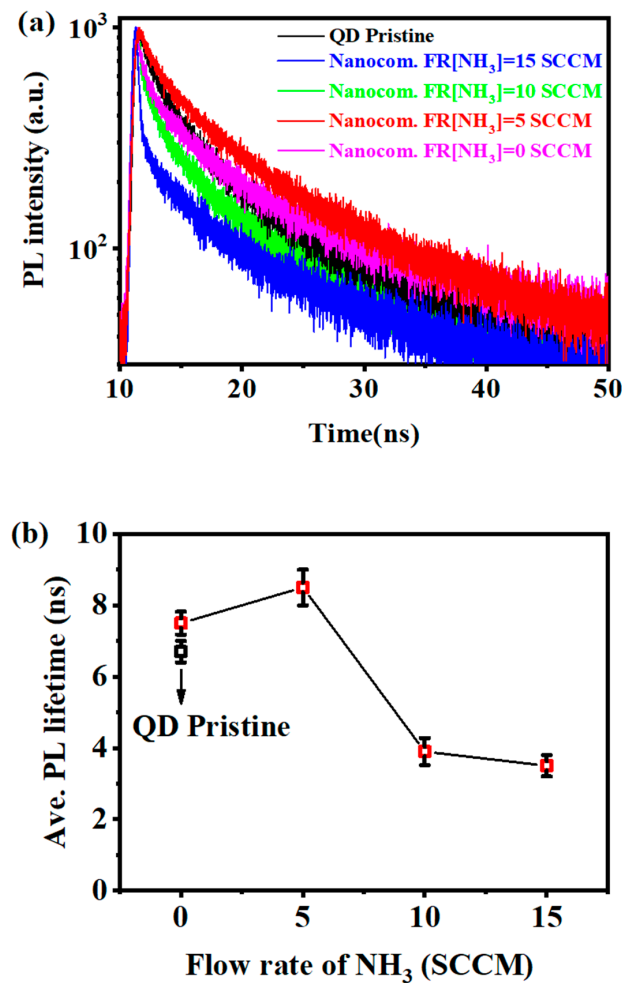 (a)
10³
10²
PL intensity (a.u.)
QD Pristine
Nanocom. FR[NH₃]=15 SCCM
Nanocom. FR[NH₃]=10 SCCM
Nanocom. FR[NH₃]=5 SCCM
Nanocom. FR[NH₃]=0 SCCM
10 20 30 40 50
Time(ns)
(b)
10
8
6
4
2
0
Ave. PL lifetime (ns)
QD Pristine
0 5 10 15
Flow rate of NH₃ (SCCM)